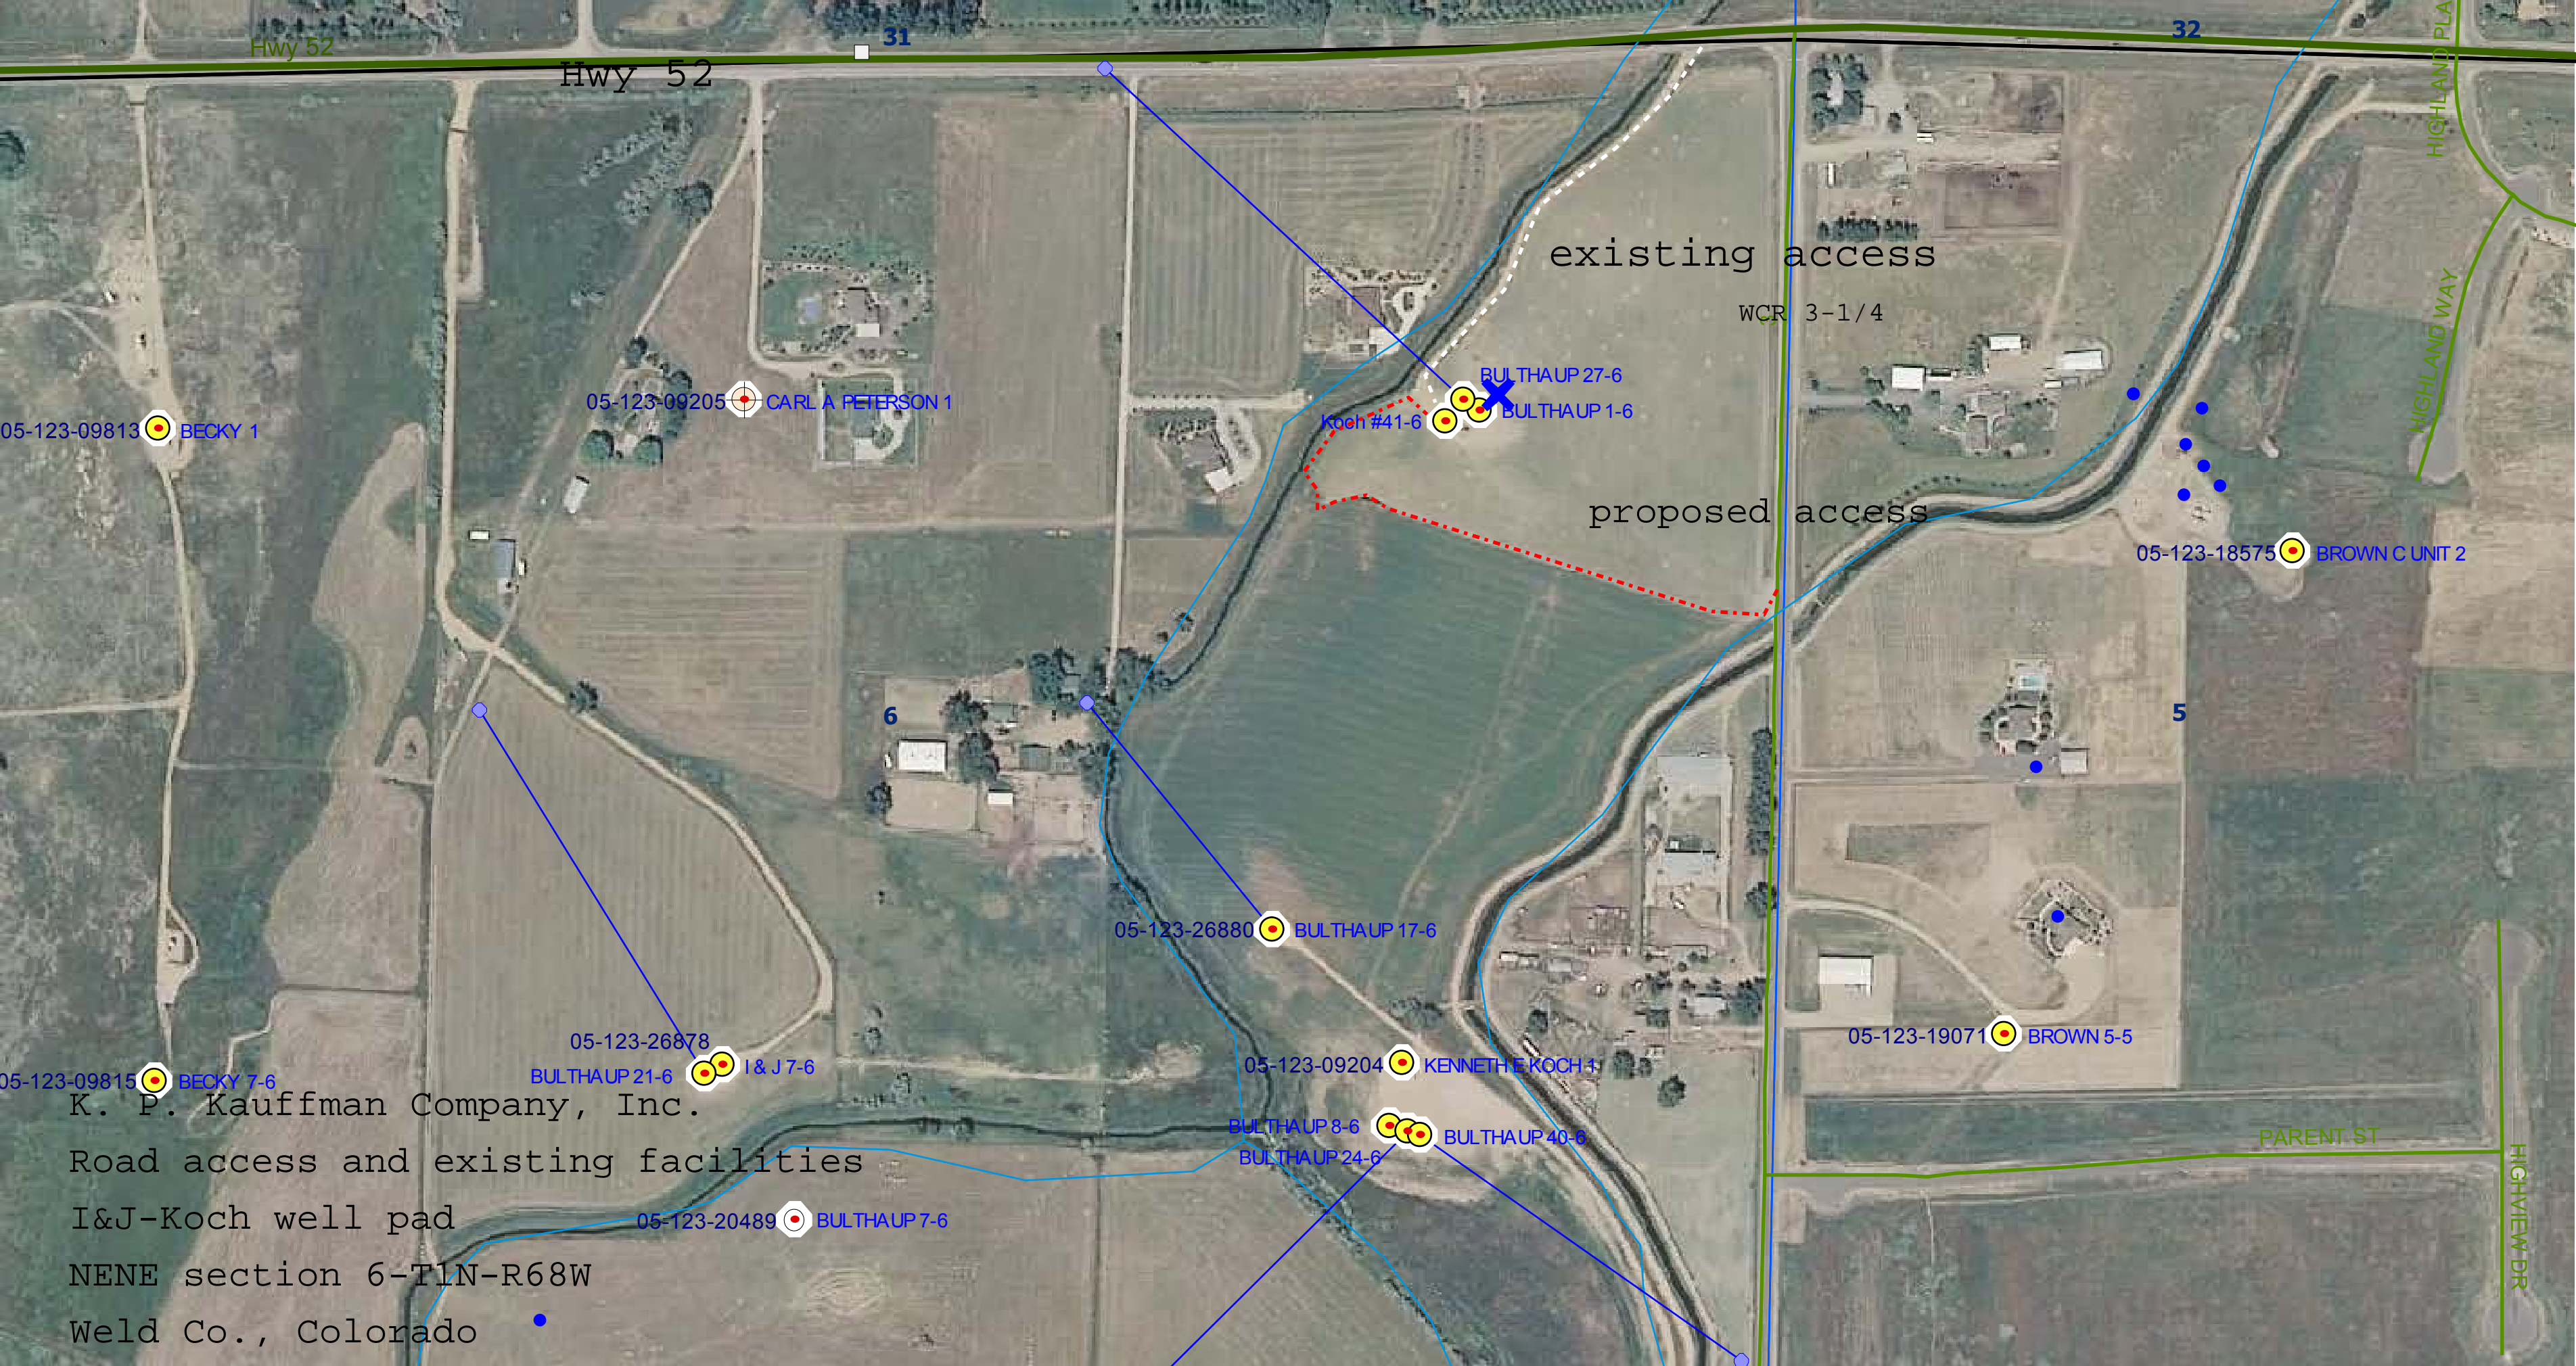 31
32
Hwy 52
Hwy 52
HIGHLAND PLA
existing access
WCR 3-1/4
HIGHLAND WAY
BULTHAUP 27-6
05-123-09205
CARL A PETERSON 1
BULTHAUP 1-6
Koch #41-6
05-123-09813
BECKY 1
proposed access
05-123-18575
BROWN C UNIT 2
6
5
05-123-26880
BULTHAUP 17-6
05-123-26878
I & J 7-6
BULTHAUP 21-6
05-123-19071
BROWN 5-5
05-123-09204
KENNETH E KOCH 1
05-123-09815
BECKY 7-6
BULTHAUP 8-6
BULTHAUP 40-6
BULTHAUP 24-6
PARENT ST
HIGHVIEW DR
05-123-20489
BULTHAUP 7-6
K. P. Kauffman Company, Inc.
Road access and existing facilities
I&J-Koch well pad
NENE section 6-T1N-R68W
Weld Co., Colorado